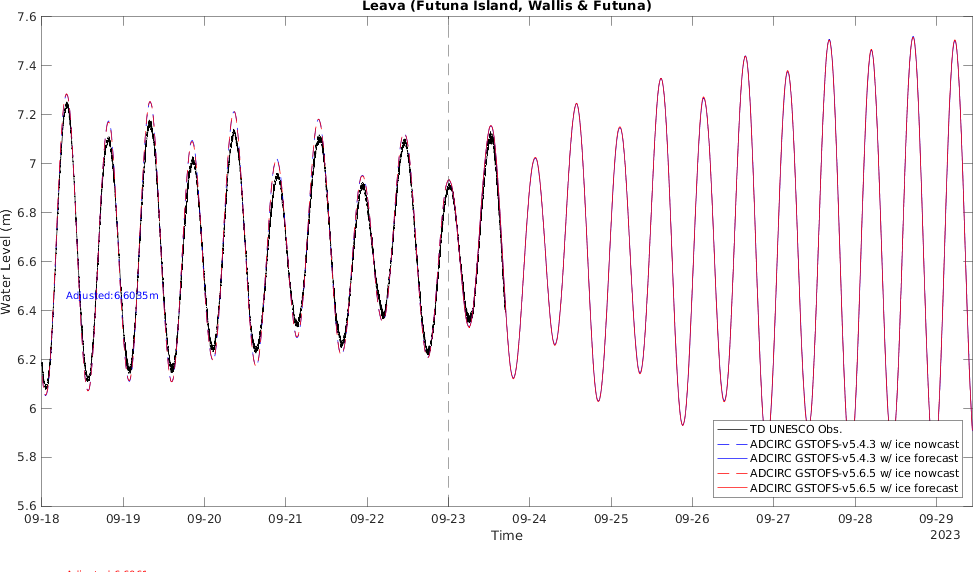 Leava (Futuna Island, Wallis & Futuna)
7.6
7.4
7.2
7
6.8
6.6
6.4
6.2
6
5.8
5.6
Water Level (m)
Adjusted:6.6035m
TD UNESCO Obs.
ADCIRC GSTOFS-v5.4.3 w/ ice nowcast
ADCIRC GSTOFS-v5.4.3 w/ ice forecast
ADCIRC GSTOFS-v5.6.5 w/ ice nowcast
ADCIRC GSTOFS-v5.6.5 w/ ice forecast
09-18 09-19 09-20 09-21 09-22 09-23 09-24 09-25 09-26 09-27 09-28 09-29
Time
2023